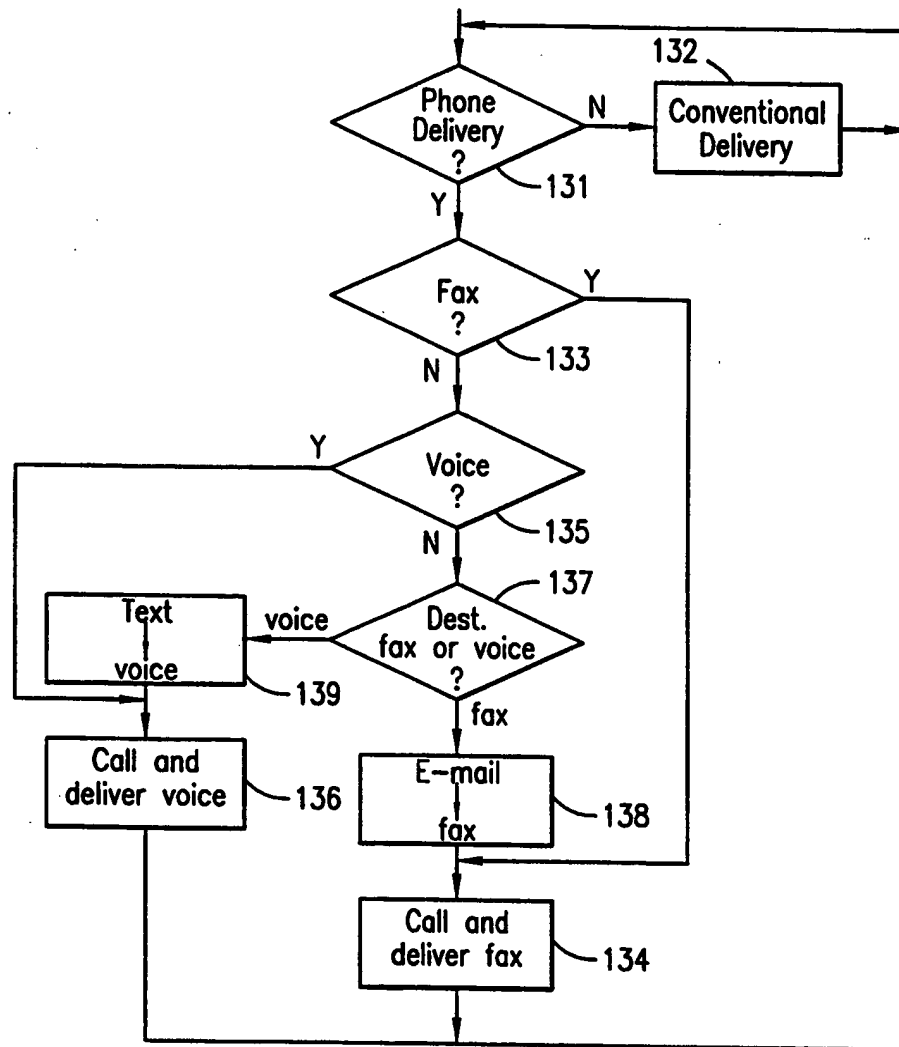 132
Phone
Delivery
?
N
Conventional
Delivery
131
Y
Fax
?
Y
133
N
Y
Voice
?
135
N
137
Text
voice
voice
Dest.
fax or voice
?
139
fax
Call and
deliver voice
136
E-mail
fax
138
Call and
deliver fax
134